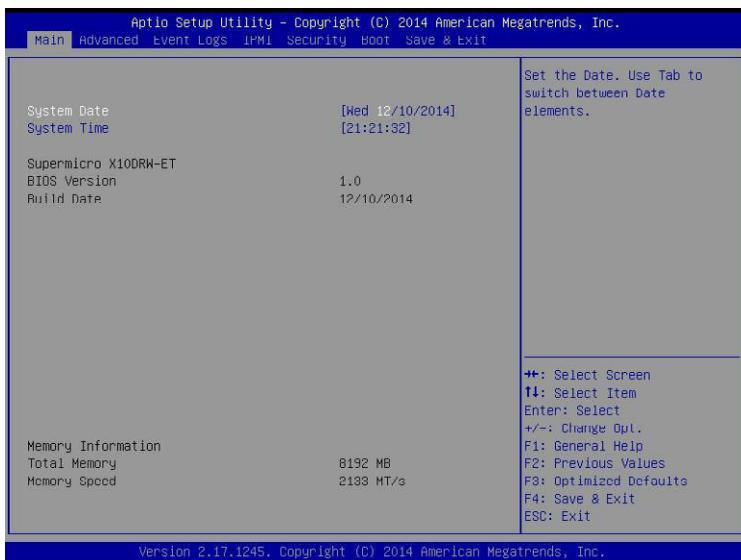 Aptio Setup Utility - Copyright (C) 2014 American Megatrends, Inc.
Main Advanced Event Logs IPMI Security Boot Save & Exit
System Date [Wed 12/10/2014]
System Time [21:21:32]
Supermicro X10DRW-ET
BIOS Version 1.0
Build Date 12/10/2014
Memory Information
Total Memory 8192 MB
Memory Speed 2133 MT/s
Set the Date. Use Tab to
switch between Date
elements.
→←: Select Screen
↑↓: Select Item
Enter: Select
+/-: Change Opt.
F1: General Help
F2: Previous Values
F3: Optimized Defaults
F4: Save & Exit
ESC: Exit
Version 2.17.1245. Copyright (C) 2014 American Megatrends, Inc.